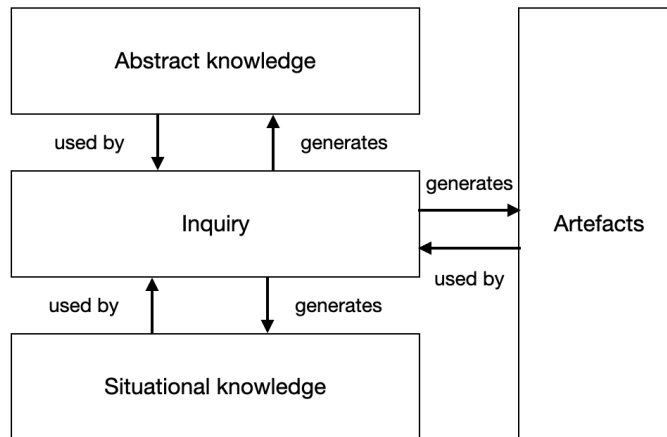 Abstract knowledge
used by
generates
Inquiry
generates
used by
Artefacts
used by
generates
Situational knowledge